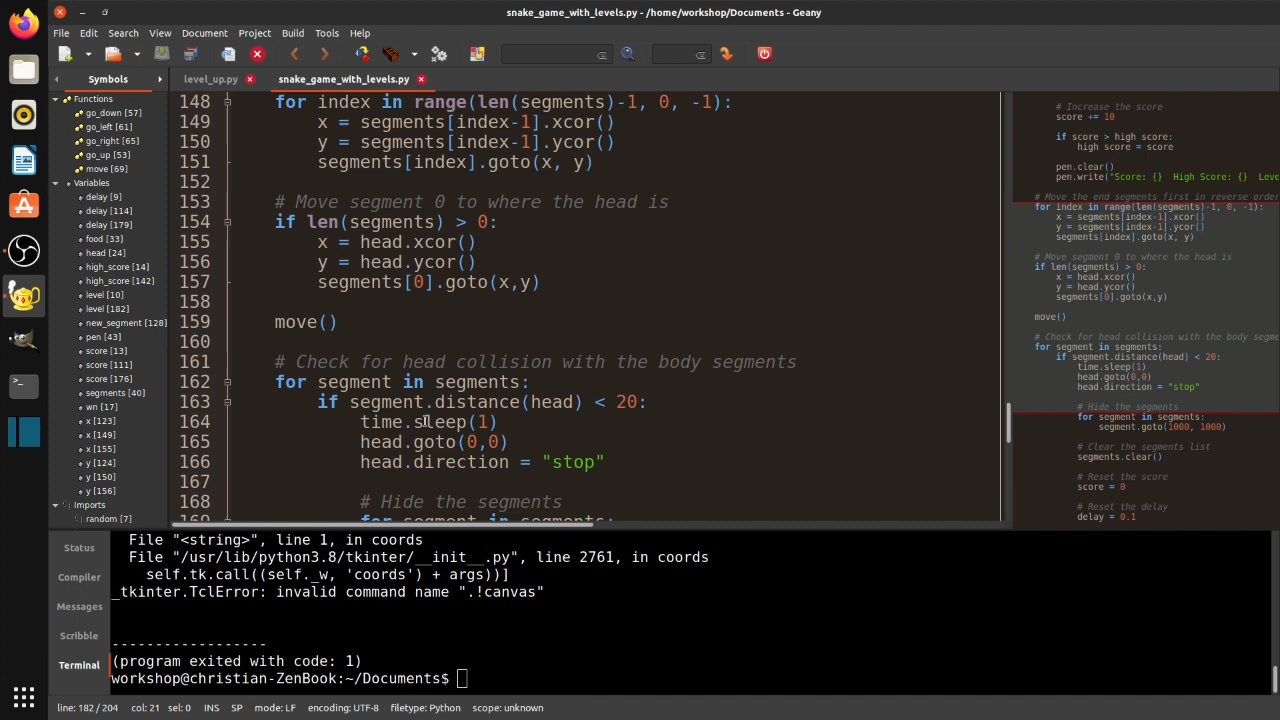 snake_game_with_levels.py - /home/workshop/Documents - Geany
File Edit Search View Document Project Build Tools Help
Symbols
level_up.py
snake_game_with_levels.py
Functions
go_down [57]
go_left [61]
go_right [65]
go_up [53]
move [69]
Variables
delay [9]
delay [114]
delay [179]
food [33]
head [24]
high_score [14]
high_score [142]
level [10]
level [182]
new_segment [128]
pen [43]
score [13]
score [111]
score [176]
segments [40]
wn [17]
x [123]
x [149]
x [155]
y [124]
y [150]
y [156]
Imports
random [7]
148 for index in range(len(segments)-1, 0, -1):
149 x = segments[index-1].xcor()
150 y = segments[index-1].ycor()
151 segments[index].goto(x, y)
152
153 # Move segment 0 to where the head is
154 if len(segments) > 0:
155 x = head.xcor()
156 y = head.ycor()
157 segments[0].goto(x,y)
158
159 move()
160
161 # Check for head collision with the body segments
162 for segment in segments:
163 if segment.distance(head) < 20:
164 time.sleep(1)
165 head.goto(0,0)
166 head.direction = "stop"
167
168 # Hide the segments
169 for segment in segments:
# Increase the score
score += 10
if score > high score:
high score = score
pen.clear()
pen.write("Score: {} High Score: {} Leve
# Move the end segments first in reverse order
for index in range(len(segments)-1, 0, -1):
x = segments[index-1].xcor()
y = segments[index-1].ycor()
segments[index].goto(x, y)
# Move segment 0 to where the head is
if len(segments) > 0:
x = head.xcor()
y = head.ycor()
segments[0].goto(x,y)
move()
# Check for head collision with the body segme
for segment in segments:
if segment.distance(head) < 20:
time.sleep(1)
head.goto(0,0)
head.direction = "stop"
# Hide the segments
for segment in segments:
segment.goto(1000, 1000)
# Clear the segments list
segments.clear()
# Reset the score
score = 0
# Reset the delay
delay = 0.1
Status
Compiler
Messages
Scribble
Terminal
File "<string>", line 1, in coords
File "/usr/lib/python3.8/tkinter/__init__.py", line 2761, in coords
self.tk.call((self._w, 'coords') + args))]
_tkinter.TclError: invalid command name ".!canvas"
------------------
(program exited with code: 1)
workshop@christian-ZenBook:~/Documents$
line: 182 / 204 col: 21 sel: 0 INS SP mode: LF encoding: UTF-8 filetype: Python scope: unknown